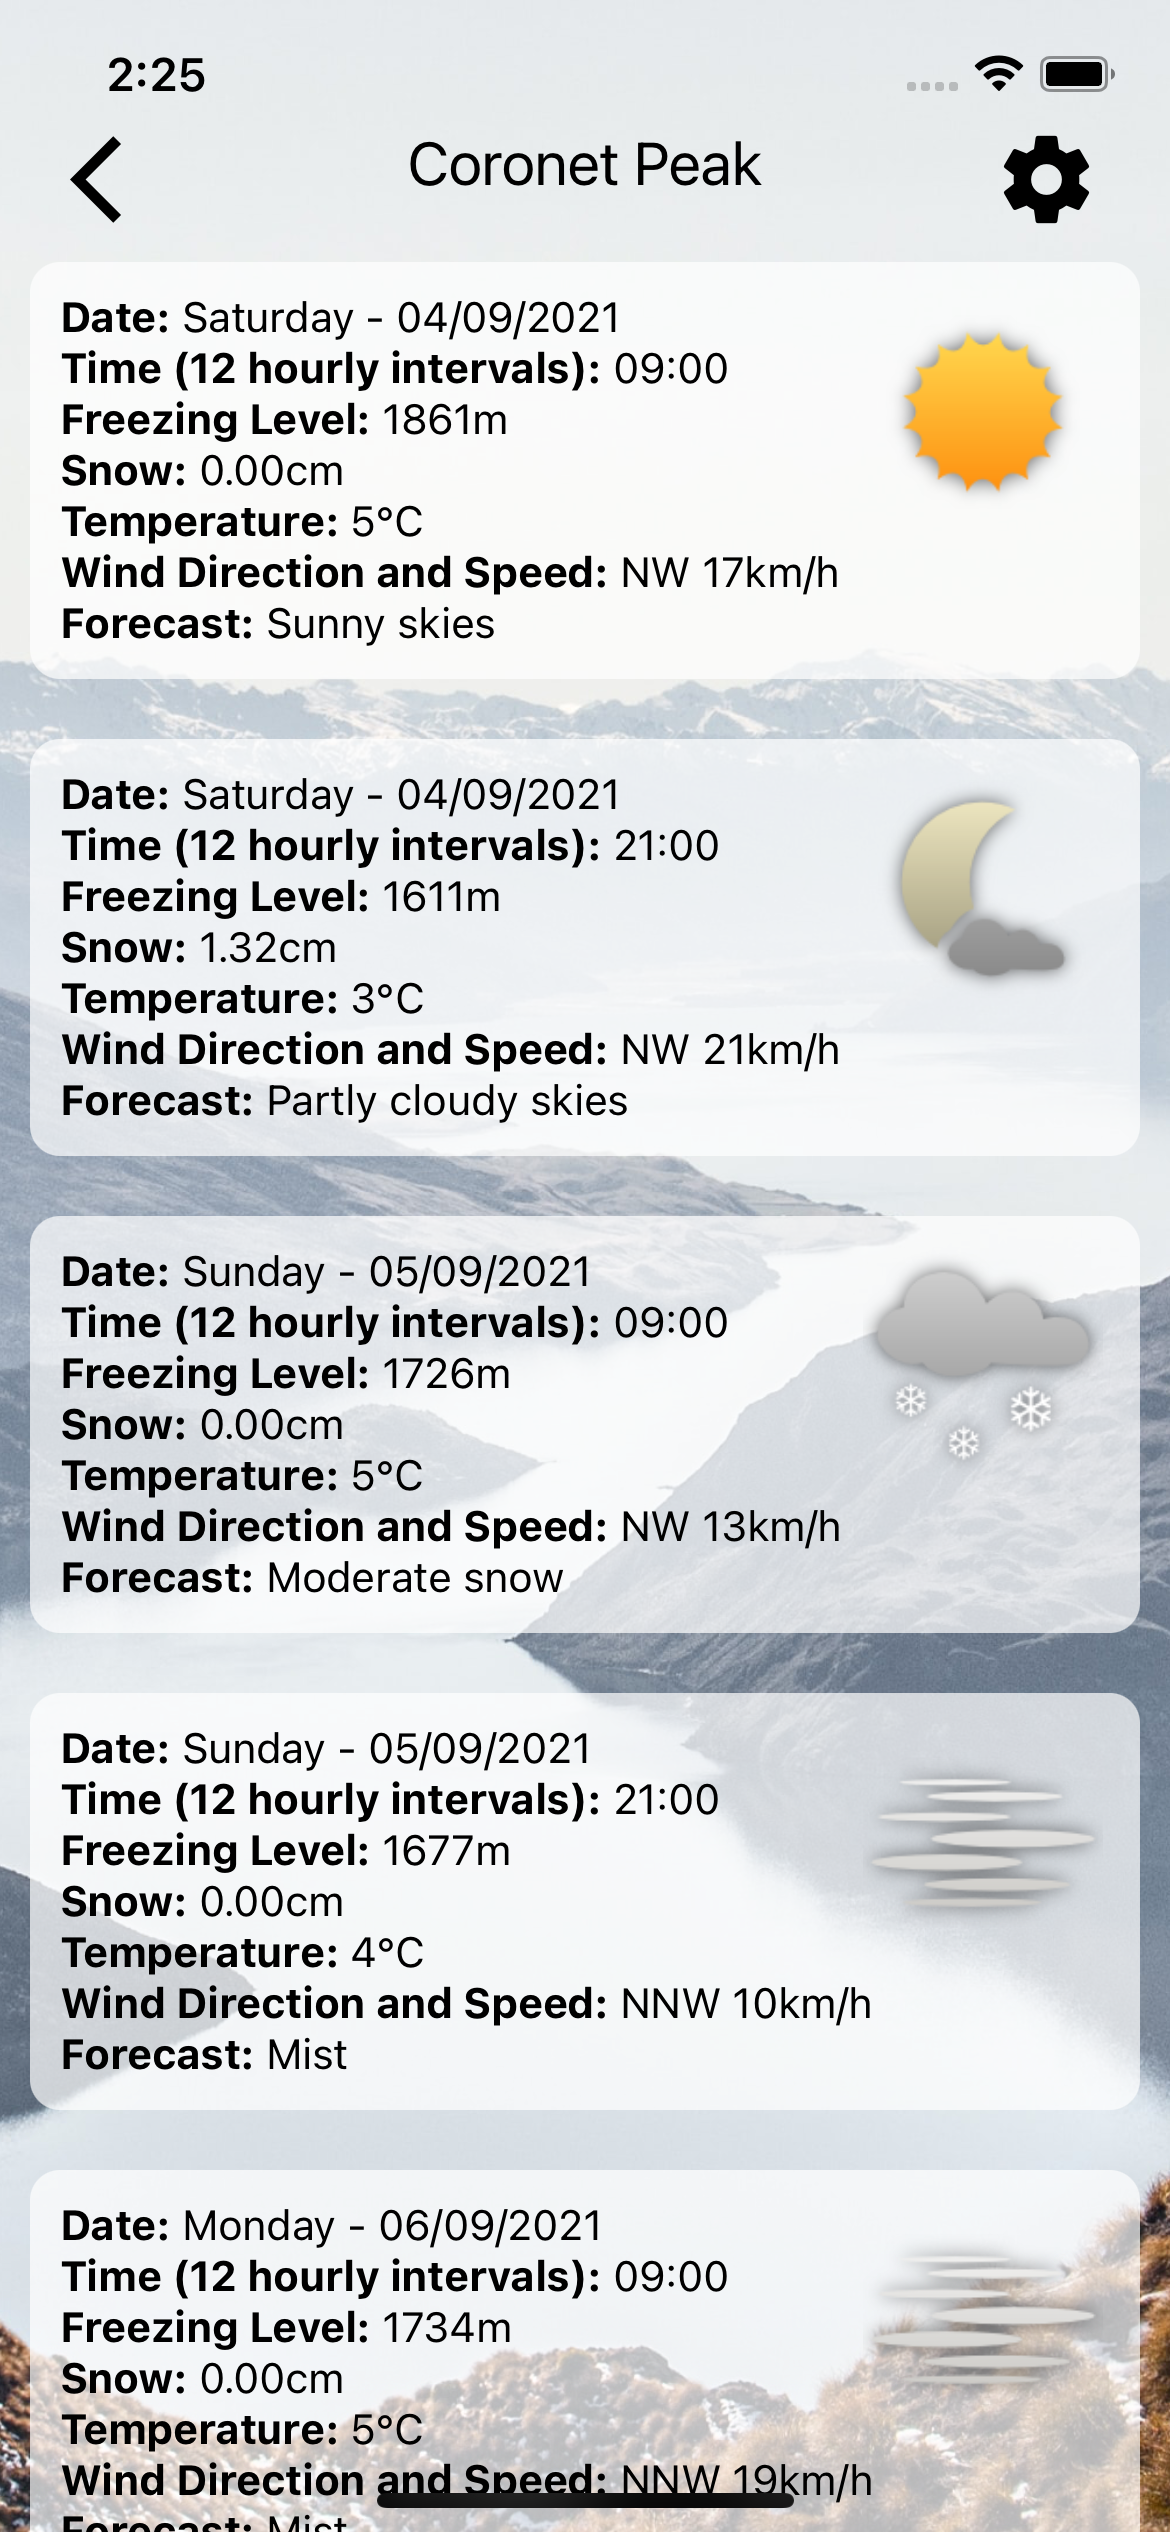 2:25
Coronet Peak
Date: Saturday - 04/09/2021
Time (12 hourly intervals): 09:00
Freezing Level: 1861m
Snow: 0.00cm
Temperature: 5°C
Wind Direction and Speed: NW 17km/h
Forecast: Sunny skies
Date: Saturday - 04/09/2021
Time (12 hourly intervals): 21:00
Freezing Level: 1611m
Snow: 1.32cm
Temperature: 3°C
Wind Direction and Speed: NW 21km/h
Forecast: Partly cloudy skies
Date: Sunday - 05/09/2021
Time (12 hourly intervals): 09:00
Freezing Level: 1726m
Snow: 0.00cm
Temperature: 5°C
Wind Direction and Speed: NW 13km/h
Forecast: Moderate snow
Date: Sunday - 05/09/2021
Time (12 hourly intervals): 21:00
Freezing Level: 1677m
Snow: 0.00cm
Temperature: 4°C
Wind Direction and Speed: NNW 10km/h
Forecast: Mist
Date: Monday - 06/09/2021
Time (12 hourly intervals): 09:00
Freezing Level: 1734m
Snow: 0.00cm
Temperature: 5°C
Wind Direction and Speed: NNW 19km/h
Forecast: Mist